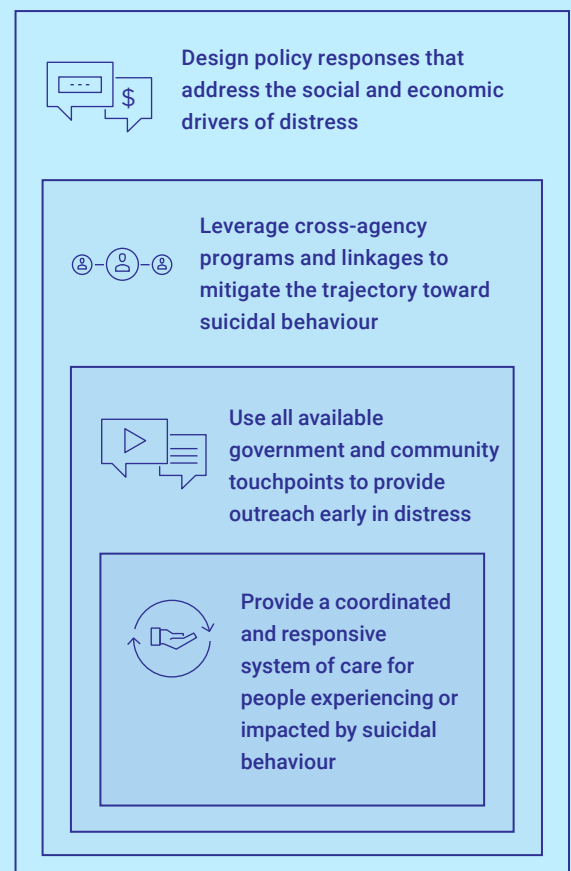 Design policy responses that
address the social and economic
drivers of distress
$
Leverage cross-agency
programs and linkages to
mitigate the trajectory toward
suicidal behaviour
Use all available
government and community
touchpoints to provide
outreach early in distress
Provide a coordinated
and responsive
system of care for
people experiencing or
impacted by suicidal
behaviour